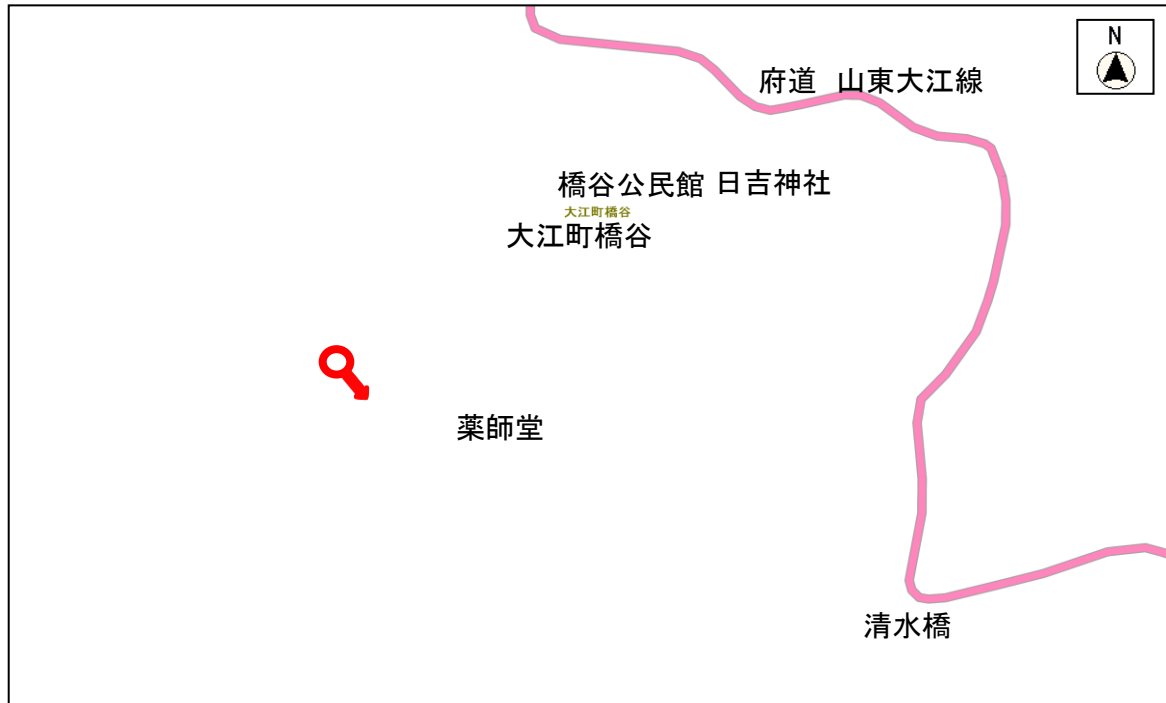 N
府道 山東大江線
橋谷公民館 日吉神社
大江町橋谷
大江町橋谷
薬師堂
清水橋